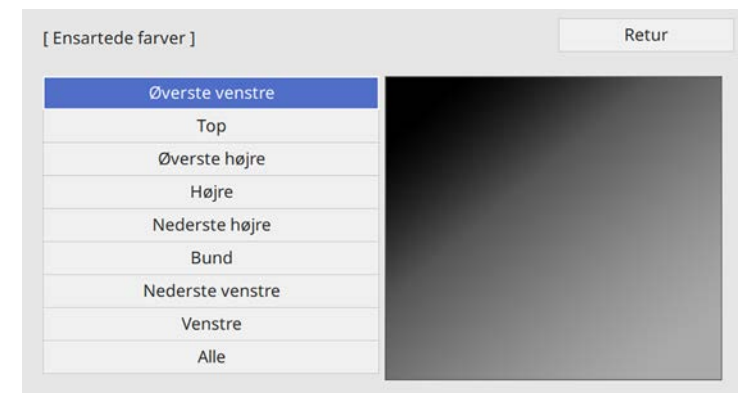 [ Ensartede farver ]
Retur
Øverste venstre
Top
Øverste højre
Højre
Nederste højre
Bund
Nederste venstre
Venstre
Alle